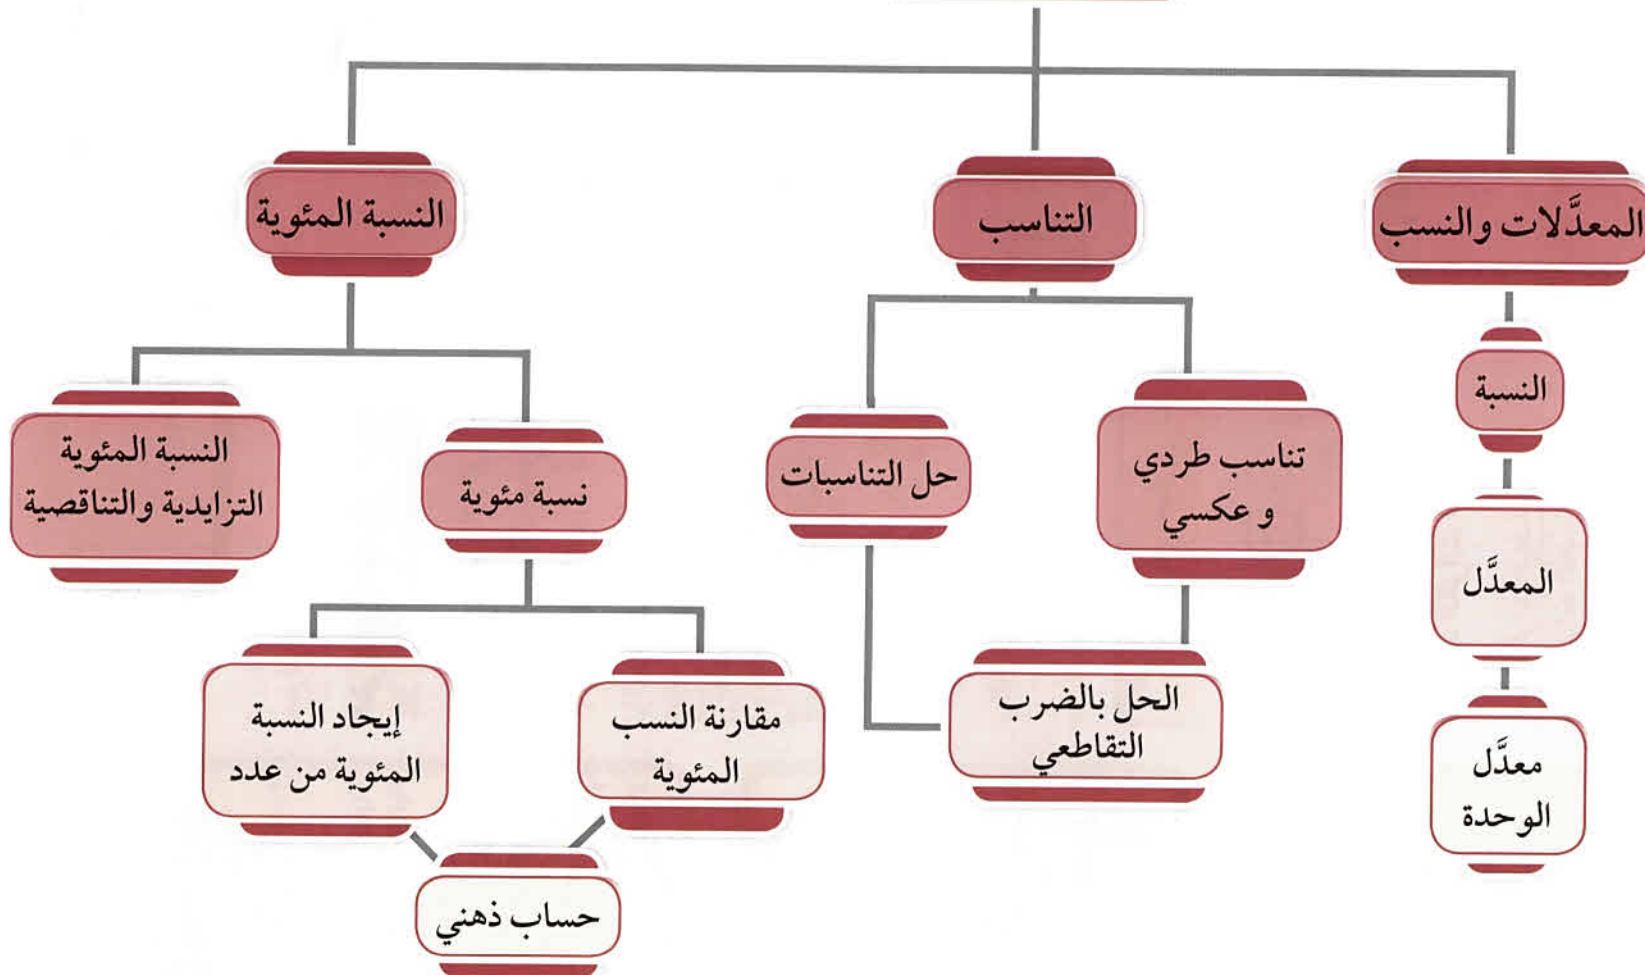 المعدَّلات والنسب
التناسب
النسبة المئوية
النسبة
تناسب طردي
و عكسي
حل التناسبات
نسبة مئوية
النسبة المئوية
التزايدية والتناقصية
المعدَّل
الحل بالضرب
التقاطعي
مقارنة النسب
المئوية
إيجاد النسبة
المئوية من عدد
معدَّل
الوحدة
حساب ذهني